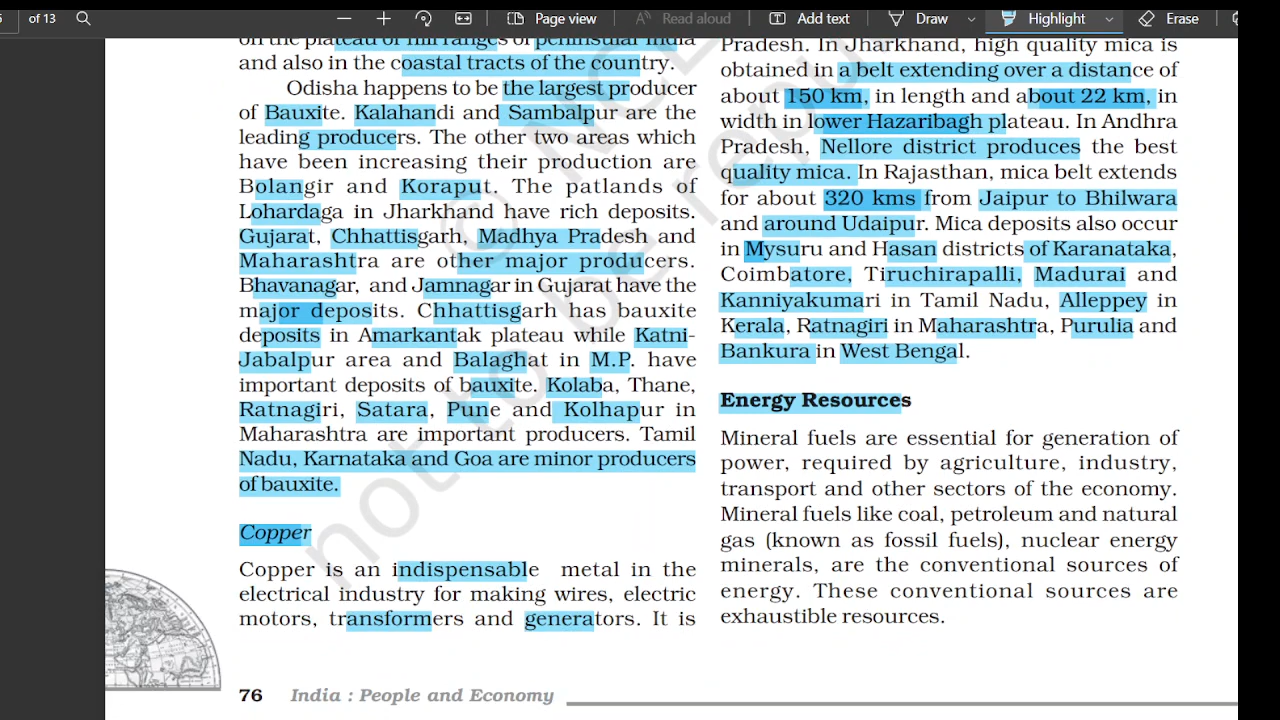 of 13
Page view
Read aloud
Add text
Draw
Highlight
Erase
on the plateau or hill ranges of peninsular India
and also in the coastal tracts of the country.
Odisha happens to be the largest producer
of Bauxite. Kalahandi and Sambalpur are the
leading producers. The other two areas which
have been increasing their production are
Bolangir and Koraput. The patlands of
Lohardaga in Jharkhand have rich deposits.
Gujarat, Chhattisgarh, Madhya Pradesh and
Maharashtra are other major producers.
Bhavanagar, and Jamnagar in Gujarat have the
major deposits. Chhattisgarh has bauxite
deposits in Amarkantak plateau while Katni-
Jabalpur area and Balaghat in M.P. have
important deposits of bauxite. Kolaba, Thane,
Ratnagiri, Satara, Pune and Kolhapur in
Maharashtra are important producers. Tamil
Nadu, Karnataka and Goa are minor producers
of bauxite.
Copper
Copper is an indispensable metal in the
electrical industry for making wires, electric
motors, transformers and generators. It is
Pradesh. In Jharkhand, high quality mica is
obtained in a belt extending over a distance of
about 150 km, in length and about 22 km, in
width in lower Hazaribagh plateau. In Andhra
Pradesh, Nellore district produces the best
quality mica. In Rajasthan, mica belt extends
for about 320 kms from Jaipur to Bhilwara
and around Udaipur. Mica deposits also occur
in Mysuru and Hasan districts of Karanataka,
Coimbatore, Tiruchirapalli, Madurai and
Kanniyakumari in Tamil Nadu, Alleppey in
Kerala, Ratnagiri in Maharashtra, Purulia and
Bankura in West Bengal.
Energy Resources
Mineral fuels are essential for generation of
power, required by agriculture, industry,
transport and other sectors of the economy.
Mineral fuels like coal, petroleum and natural
gas (known as fossil fuels), nuclear energy
minerals, are the conventional sources of
energy. These conventional sources are
exhaustible resources.
not to be repu
76 India : People and Economy